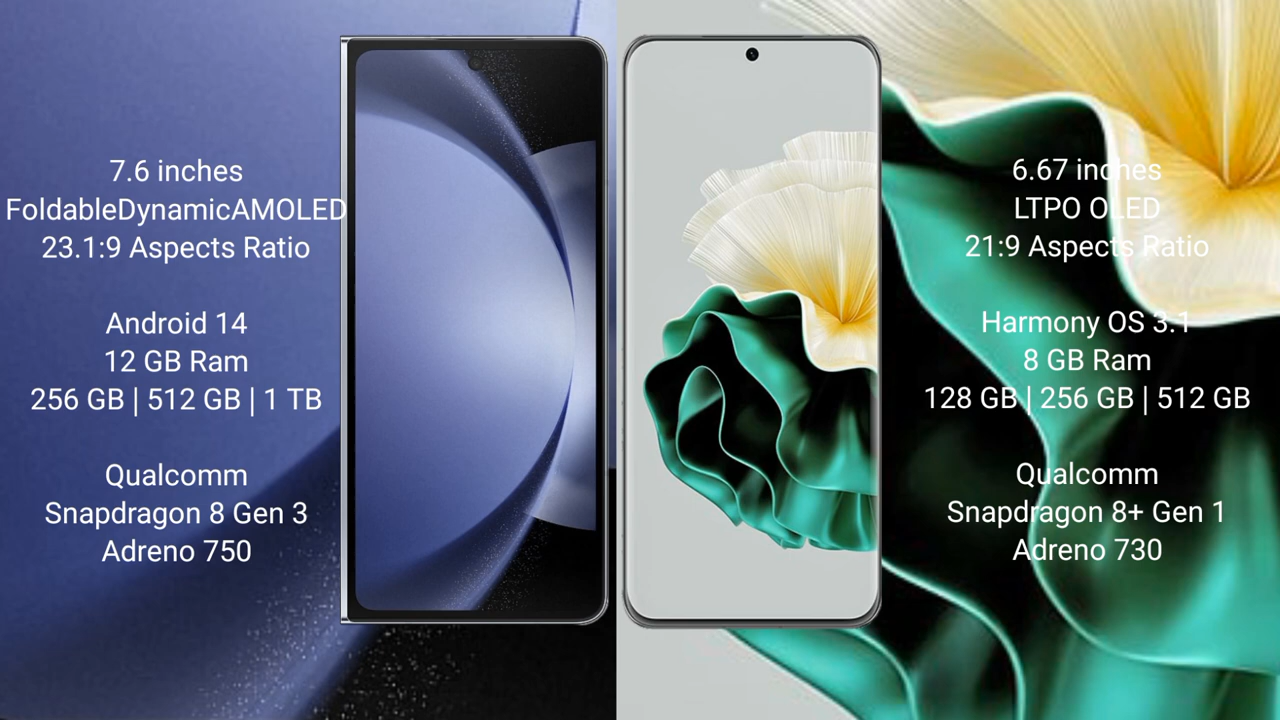 7.6 inches
FoldableDynamicAMOLED
23.1:9 Aspects Ratio
Android 14
12 GB Ram
256 GB | 512 GB | 1 TB
Qualcomm
Snapdragon 8 Gen 3
Adreno 750
6.67 inches
LTPO OLED
21:9 Aspects Ratio
Harmony OS 3.1
8 GB Ram
128 GB | 256 GB | 512 GB
Qualcomm
Snapdragon 8+ Gen 1
Adreno 730